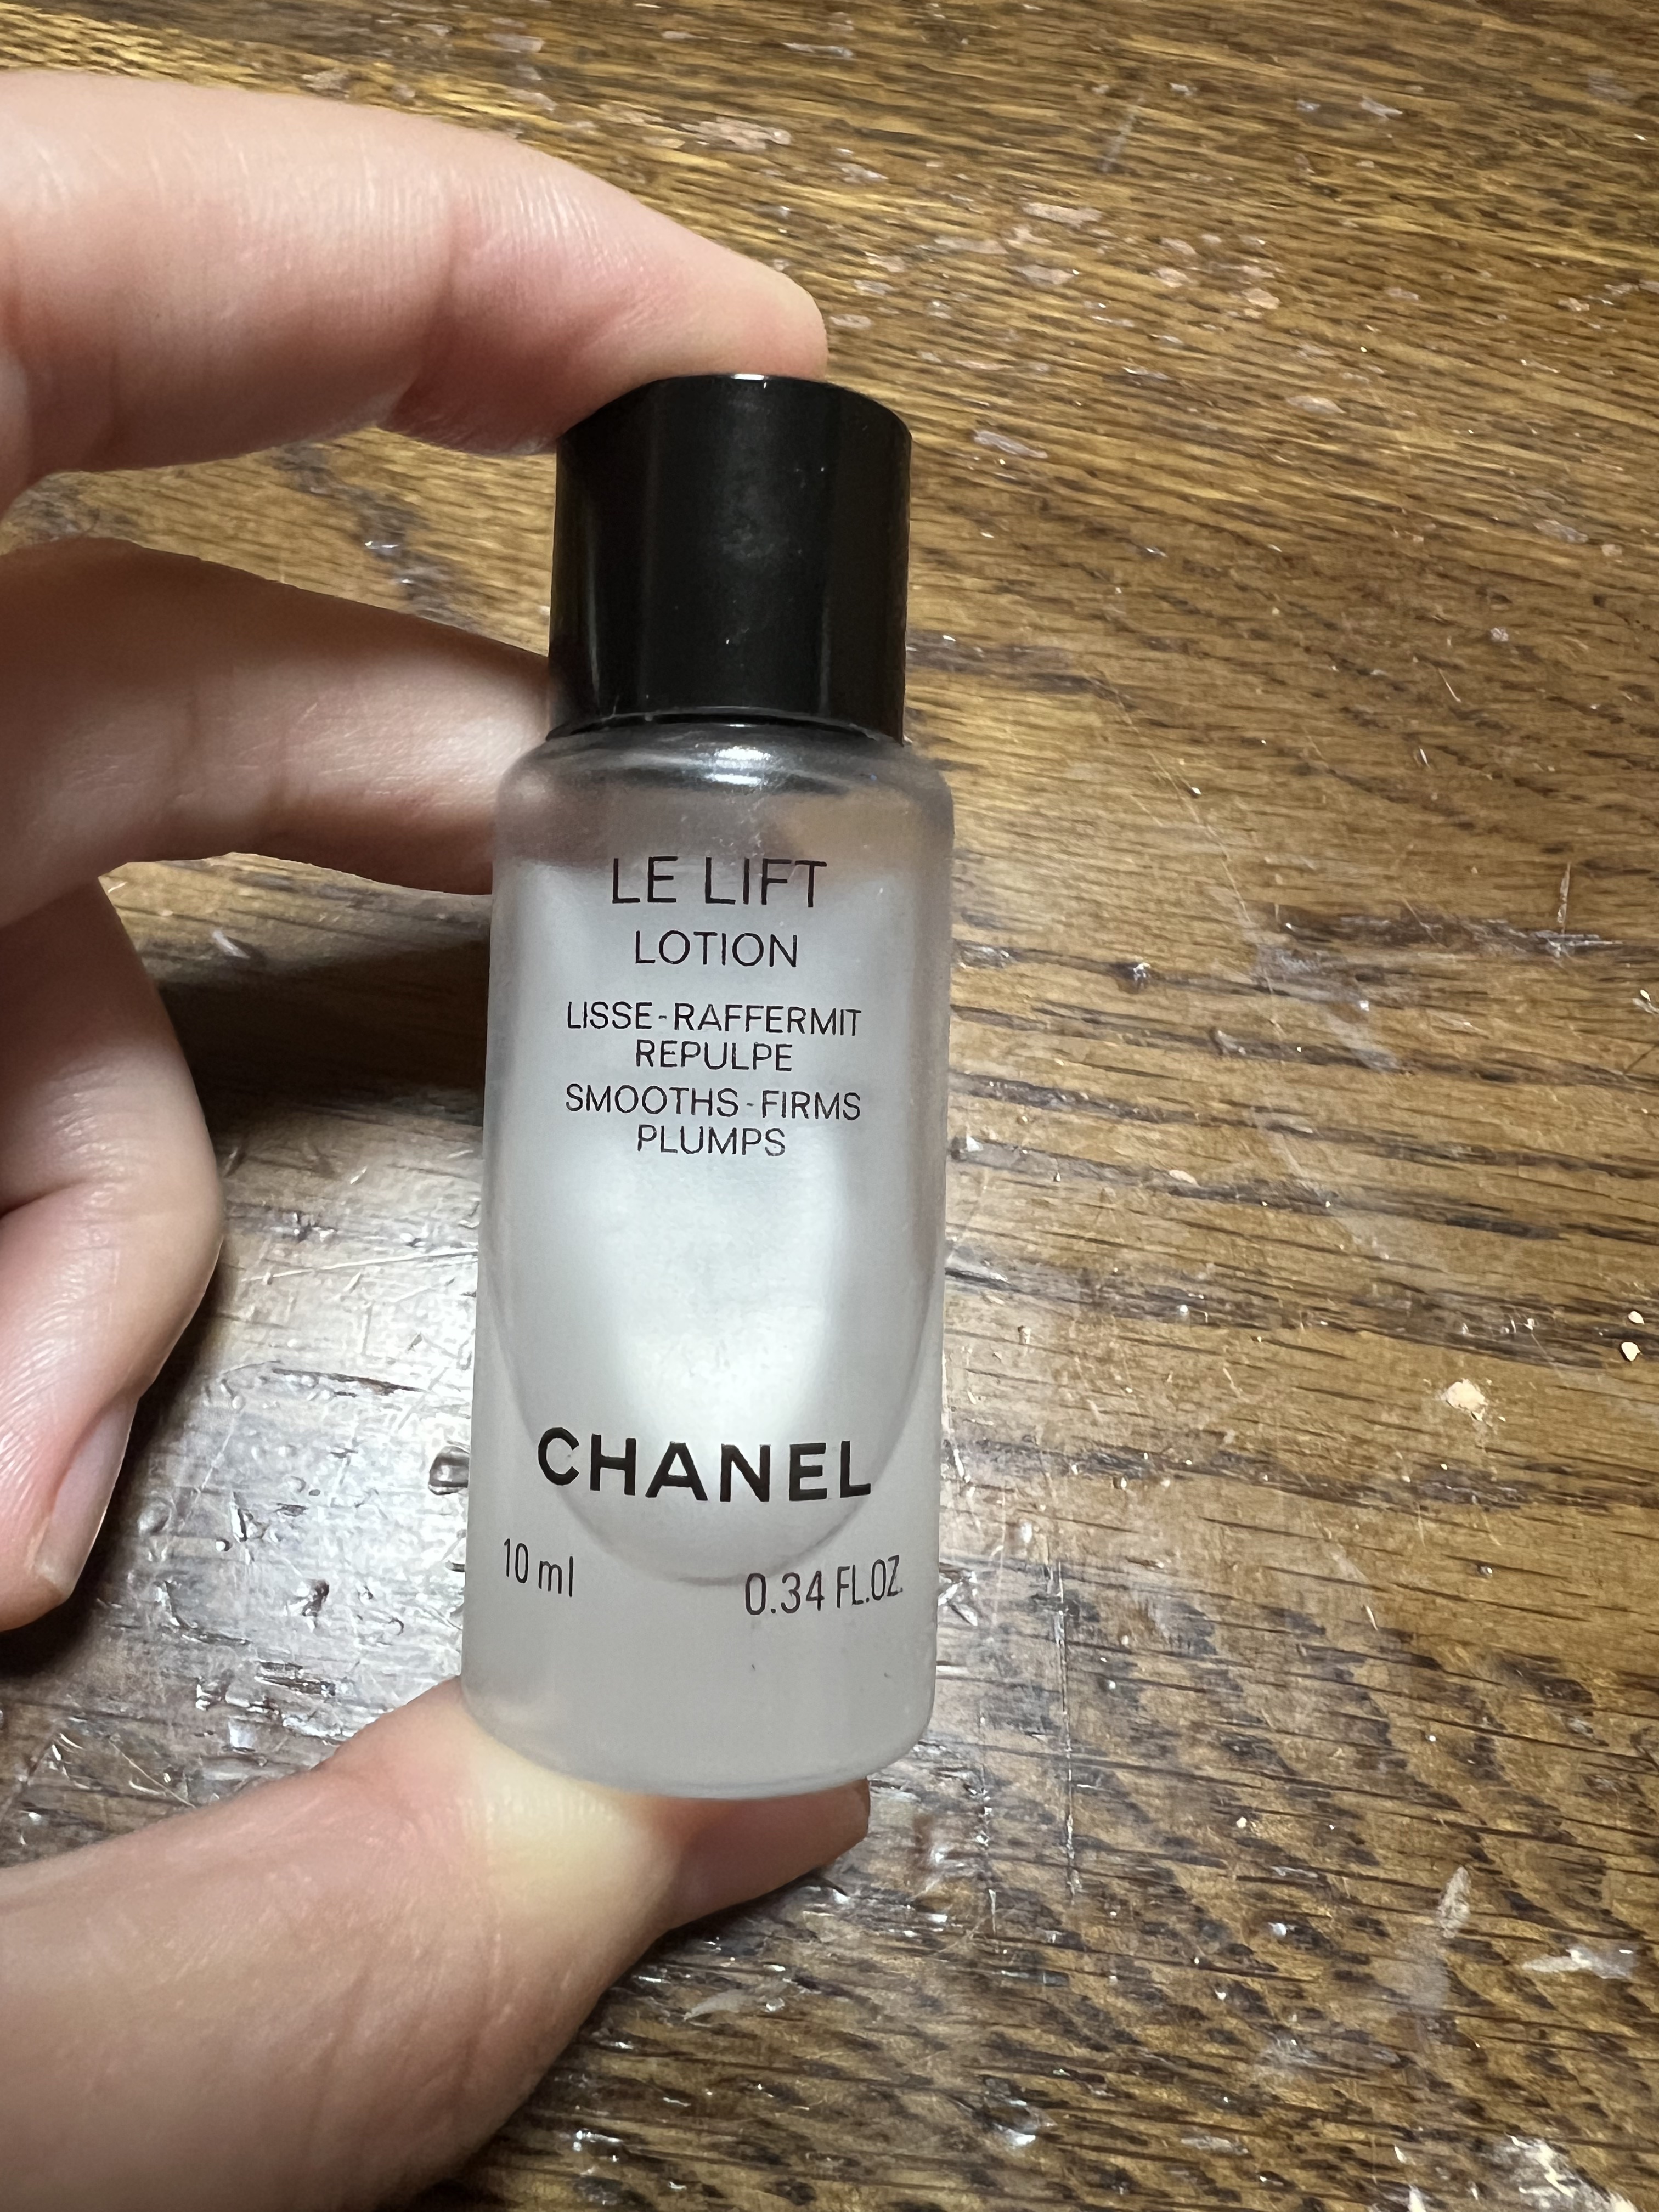 LE LIFT
LOTION
LISSE-RAFFERMIT
REPULPE
SMOOTHS-FIRMS
PLUMPS
CHANEL
10 ml 0.34 FL.OZ.